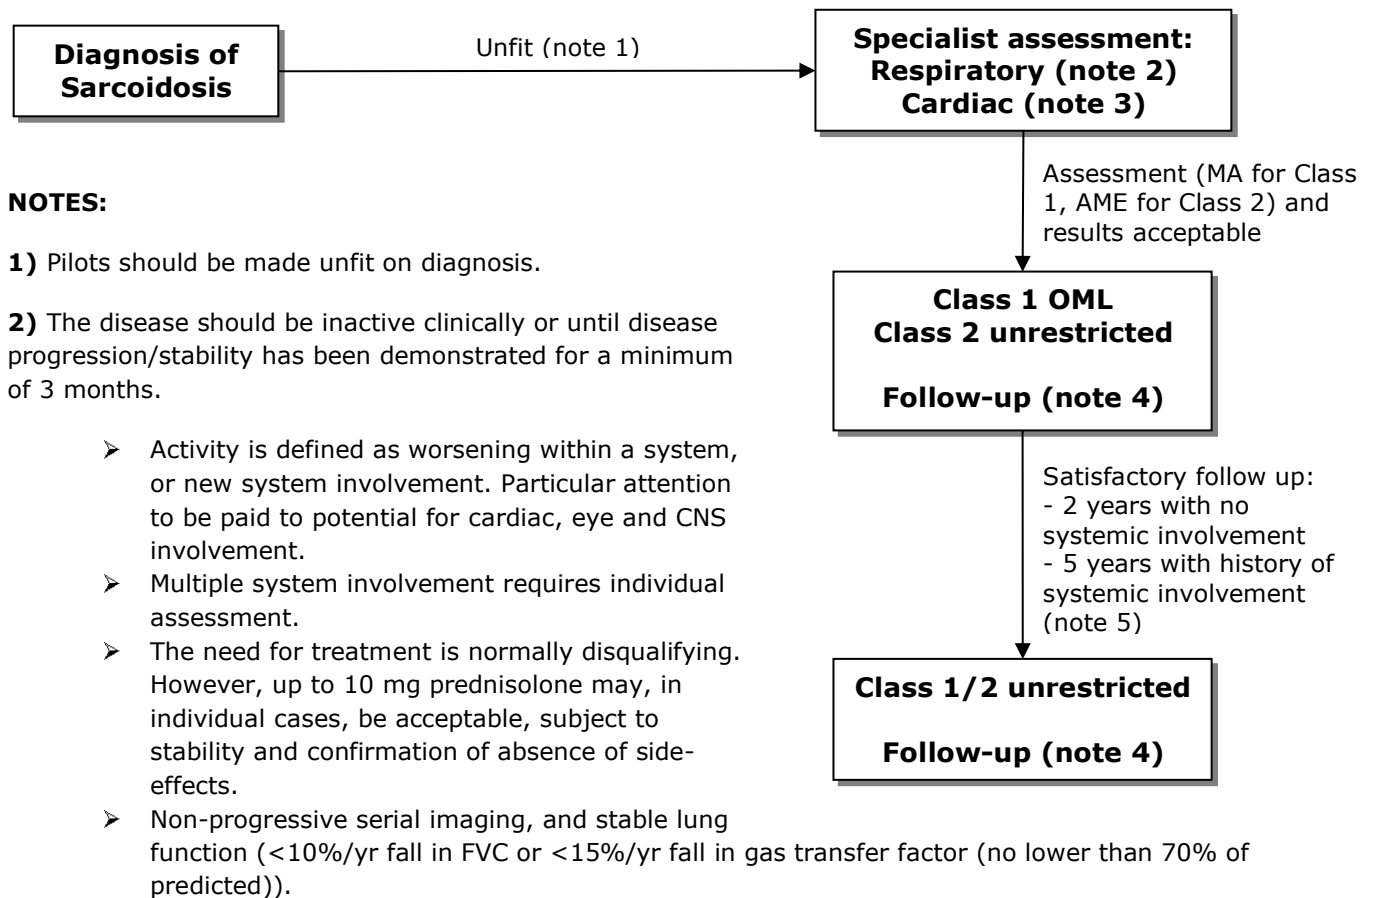 Diagnosis of
Sarcoidosis
Unfit (note 1)
Specialist assessment:
Respiratory (note 2)
Cardiac (note 3)
Assessment (MA for Class
1, AME for Class 2) and
results acceptable
Class 1 OML
Class 2 unrestricted
Follow-up (note 4)
Satisfactory follow up:
- 2 years with no
systemic involvement
- 5 years with history of
systemic involvement
(note 5)
Class 1/2 unrestricted
Follow-up (note 4)
NOTES:
1) Pilots should be made unfit on diagnosis.
2) The disease should be inactive clinically or until disease
progression/stability has been demonstrated for a minimum
of 3 months.
➢ Activity is defined as worsening within a system,
or new system involvement. Particular attention
to be paid to potential for cardiac, eye and CNS
involvement.
➢ Multiple system involvement requires individual
assessment.
➢ The need for treatment is normally disqualifying.
However, up to 10 mg prednisolone may, in
individual cases, be acceptable, subject to
stability and confirmation of absence of side-
effects.
➢ Non-progressive serial imaging, and stable lung
function (<10%/yr fall in FVC or <15%/yr fall in gas transfer factor (no lower than 70% of
predicted)).